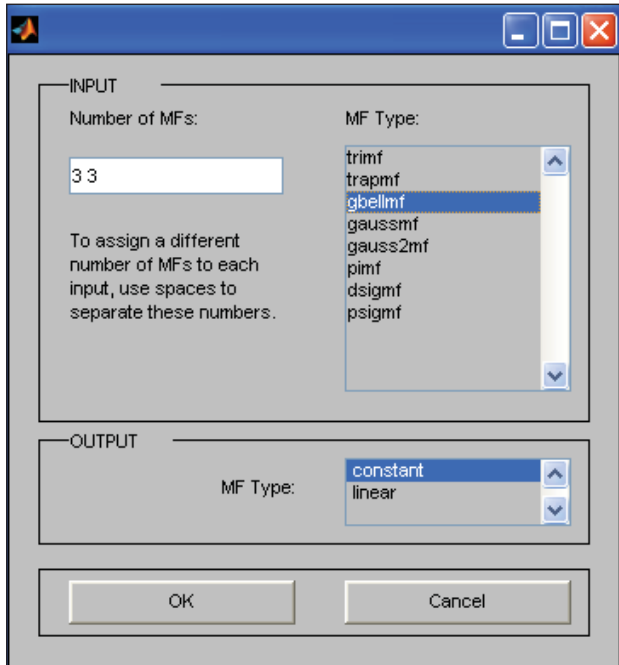 INPUT
Number of MFs:
3 3
To assign a different
number of MFs to each
input, use spaces to
separate these numbers.
MF Type:
trimf
trapmf
gbellmf
gaussmf
gauss2mf
pimf
dsigmf
psigmf
OUTPUT
MF Type:
constant
linear
OK
Cancel